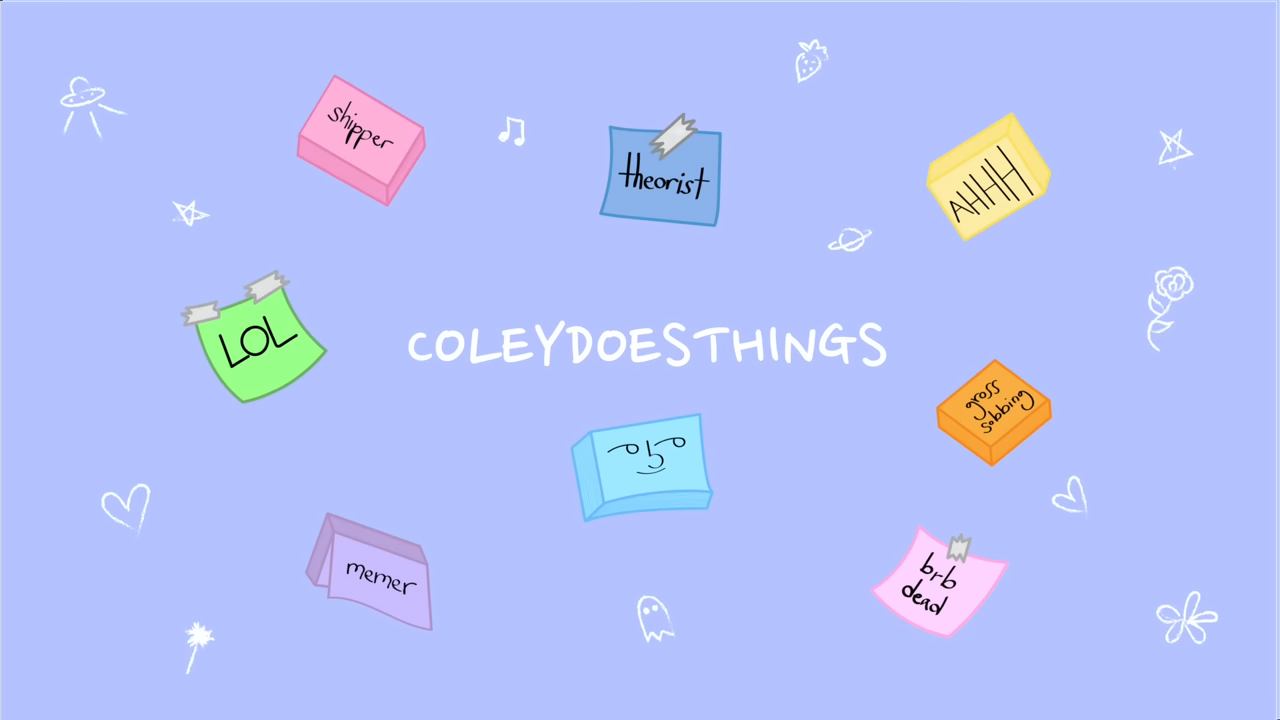 shipper
theorist
AHHH
LOL
COLEYDOESTHINGS
gross
sobbing
memer
brb
dead